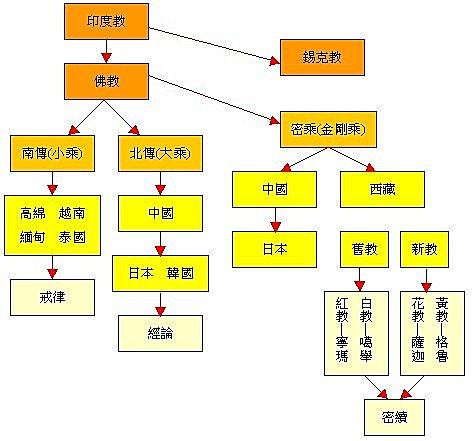 印度教
錫克教
佛教
密乘(金剛乘)
南傳(小乘)
北傳(大乘)
中國
西藏
高綿 越南
緬甸 泰國
中國
日本
舊教
新教
日本 韓國
戒律
經論
紅教─寧瑪
白教─噶舉
花教─薩迦
黃教─格魯
密續